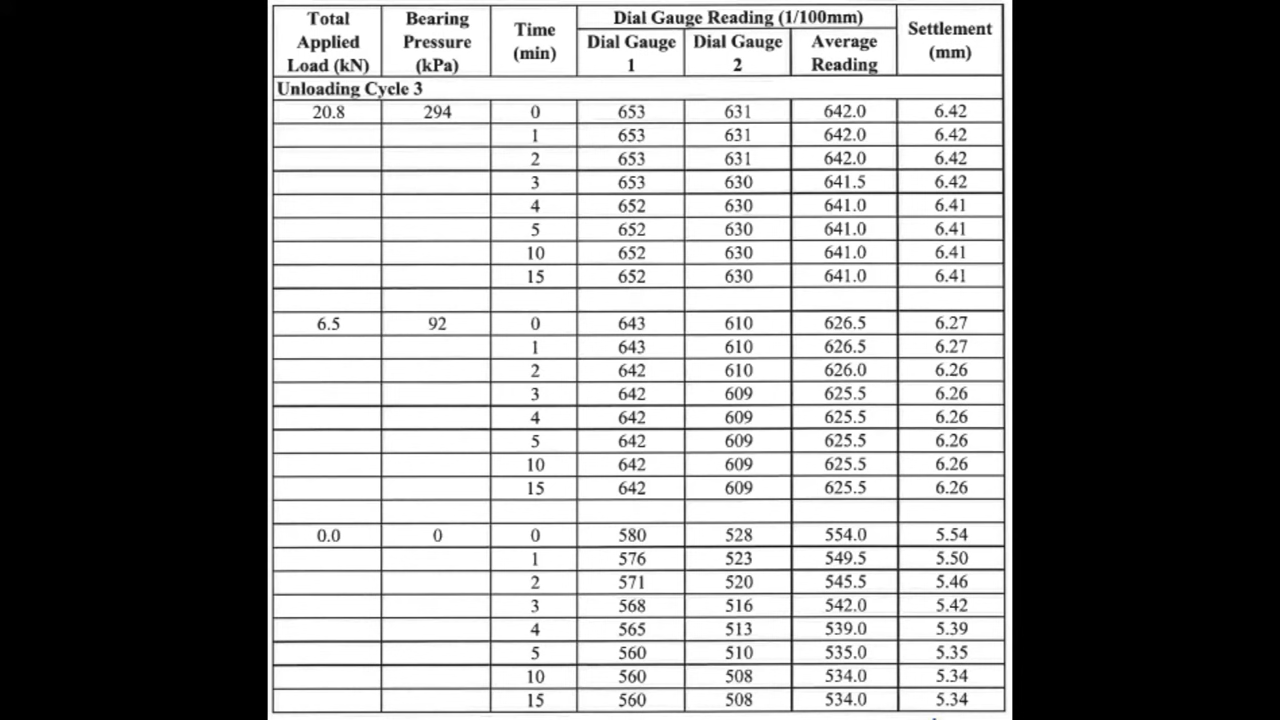 Total Applied Load (kN) Bearing Pressure (kPa) Time (min) Dial Gauge Reading (1/100mm) Settlement (mm)
Dial Gauge 1 Dial Gauge 2 Average Reading
Unloading Cycle 3
20.8 294 0 653 631 642.0 6.42
1 653 631 642.0 6.42
2 653 631 642.0 6.42
3 653 630 641.5 6.42
4 652 630 641.0 6.41
5 652 630 641.0 6.41
10 652 630 641.0 6.41
15 652 630 641.0 6.41
6.5 92 0 643 610 626.5 6.27
1 643 610 626.5 6.27
2 642 610 626.0 6.26
3 642 609 625.5 6.26
4 642 609 625.5 6.26
5 642 609 625.5 6.26
10 642 609 625.5 6.26
15 642 609 625.5 6.26
0.0 0 0 580 528 554.0 5.54
1 576 523 549.5 5.50
2 571 520 545.5 5.46
3 568 516 542.0 5.42
4 565 513 539.0 5.39
5 560 510 535.0 5.35
10 560 508 534.0 5.34
15 560 508 534.0 5.34